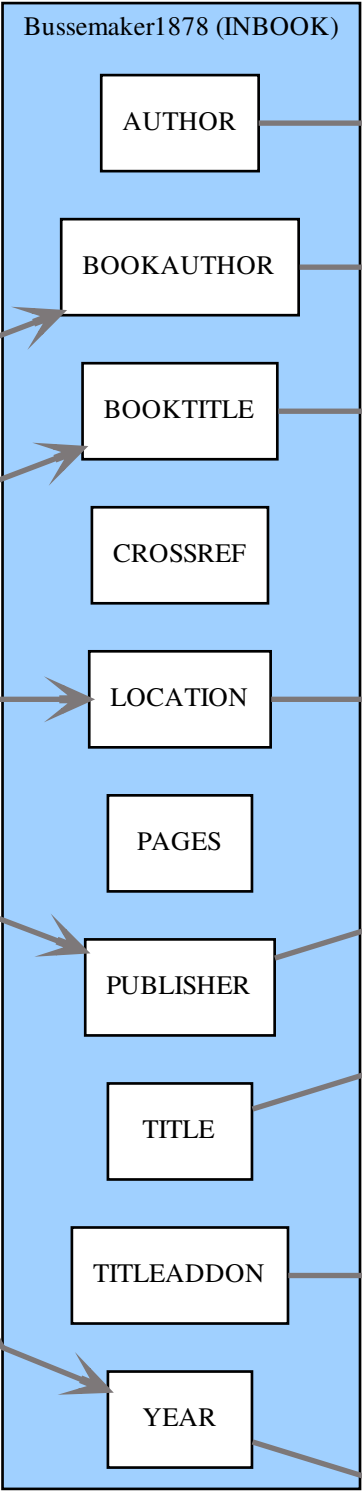 Bussemaker1878 (INBOOK)
AUTHOR
BOOKAUTHOR
BOOKTITLE
CROSSREF
LOCATION
PAGES
PUBLISHER
TITLE
TITLEADDON
YEAR